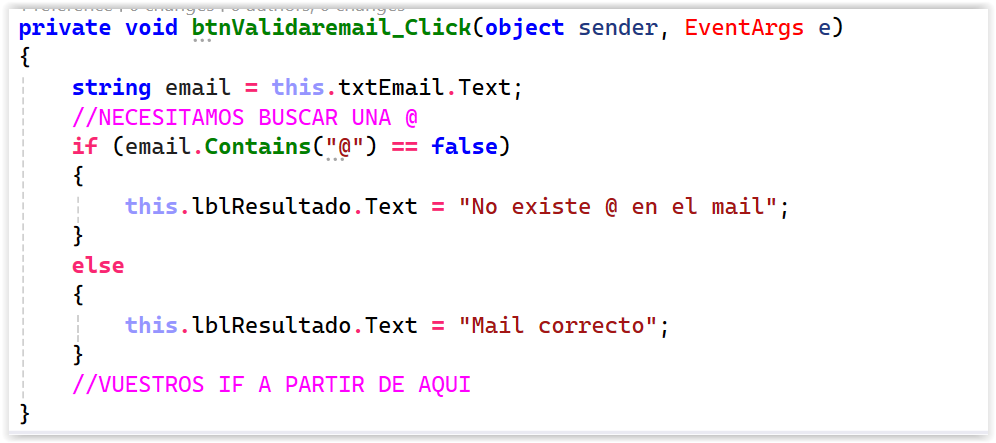 private void btnValidaremail_Click(object sender, EventArgs e)
{
string email = this.txtEmail.Text;
//NECESITAMOS BUSCAR UNA @
if (email.Contains("@") == false)
{
this.lblResultado.Text = "No existe @ en el mail";
}
else
{
this.lblResultado.Text = "Mail correcto";
}
//VUESTROS IF A PARTIR DE AQUI
}